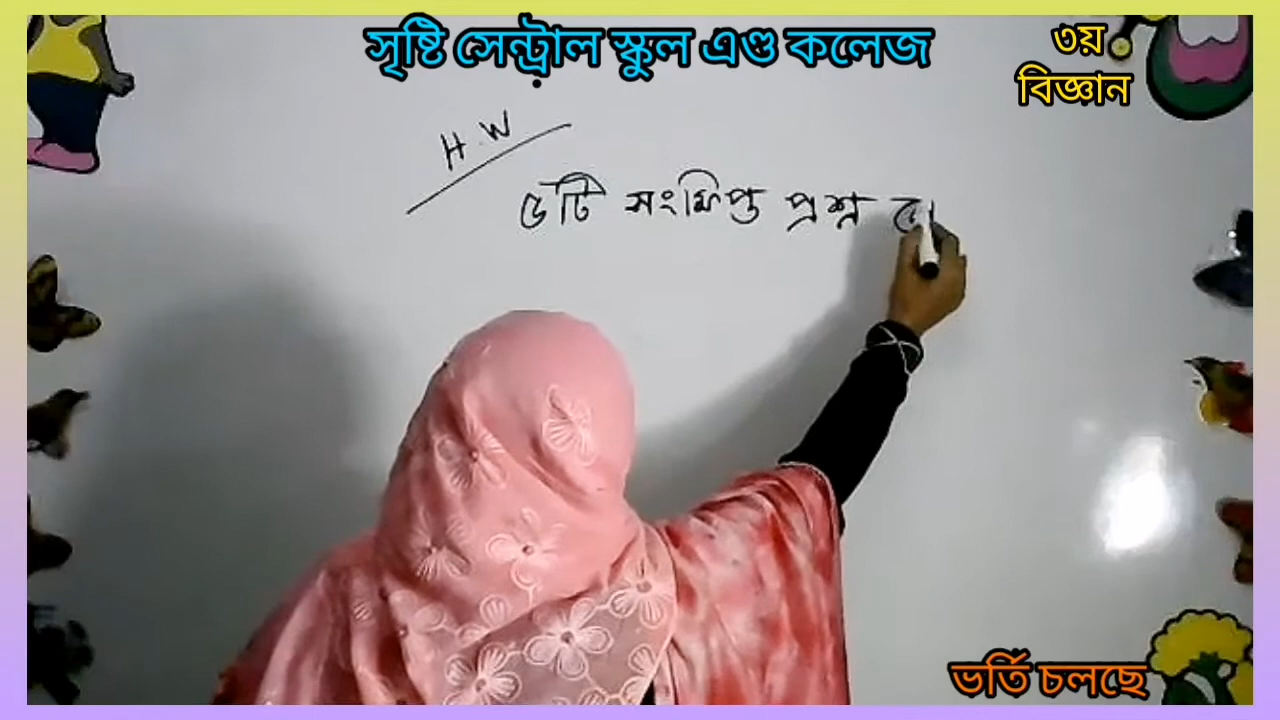 সৃষ্টি সেন্ট্রাল স্কুল এণ্ড কলেজ
৩য়
বিজ্ঞান
H.W
৫টি সংক্ষিপ্ত প্রশ্ন
ভর্তি চলছে